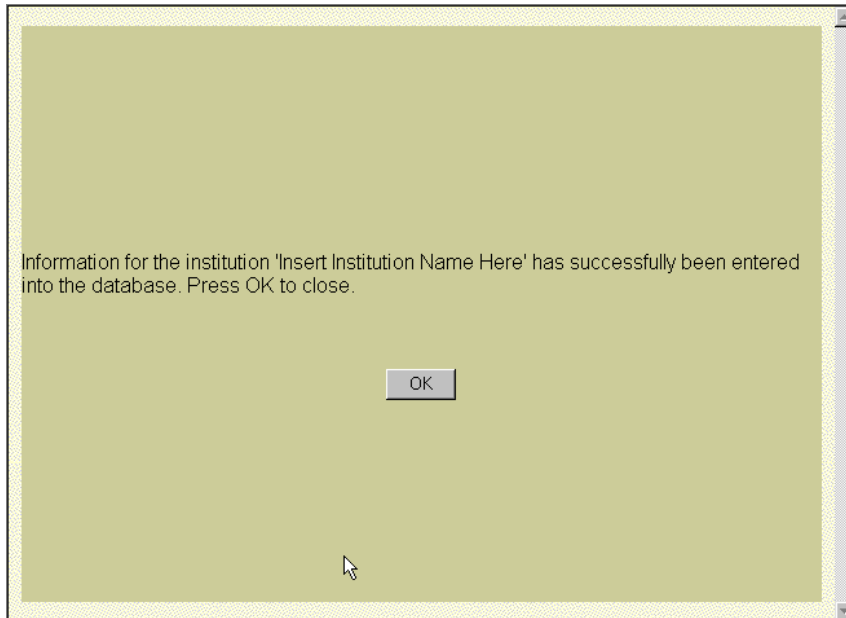 Information for the institution 'Insert Institution Name Here' has successfully been entered
into the database. Press OK to close.
OK